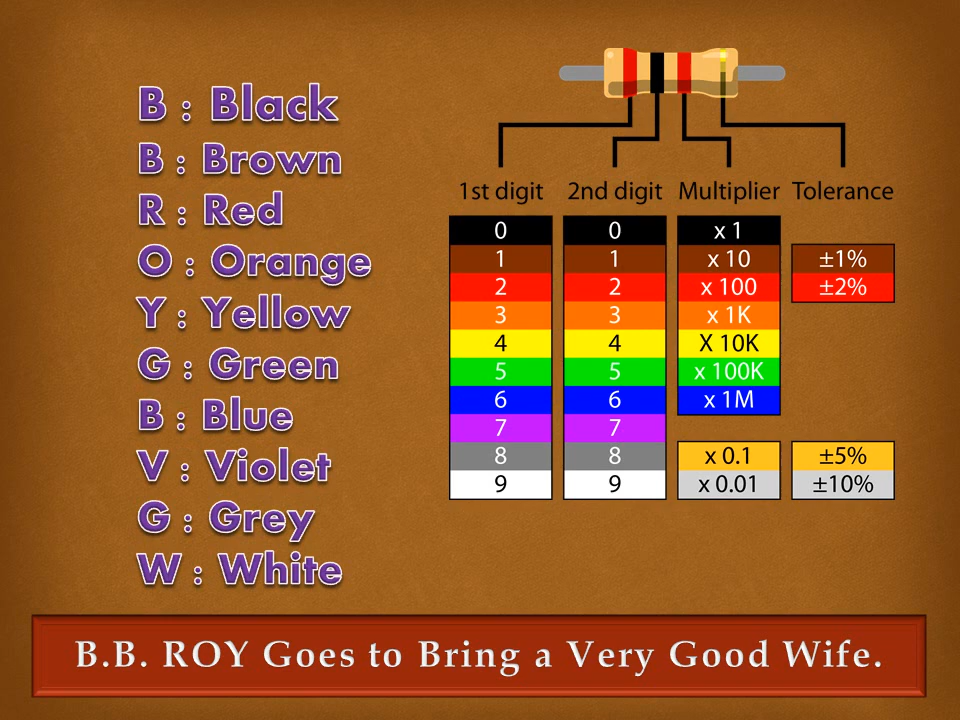 B : Black
B : Brown
R : Red
O : Orange
Y : Yellow
G : Green
B : Blue
V : Violet
G : Grey
W : White
1st digit 2nd digit Multiplier Tolerance
0 0 x 1
1 1 x 10 ±1%
2 2 x 100 ±2%
3 3 x 1K
4 4 X 10K
5 5 x 100K
6 6 x 1M
7 7
8 8 x 0.1 ±5%
9 9 x 0.01 ±10%
B.B. ROY Goes to Bring a Very Good Wife.